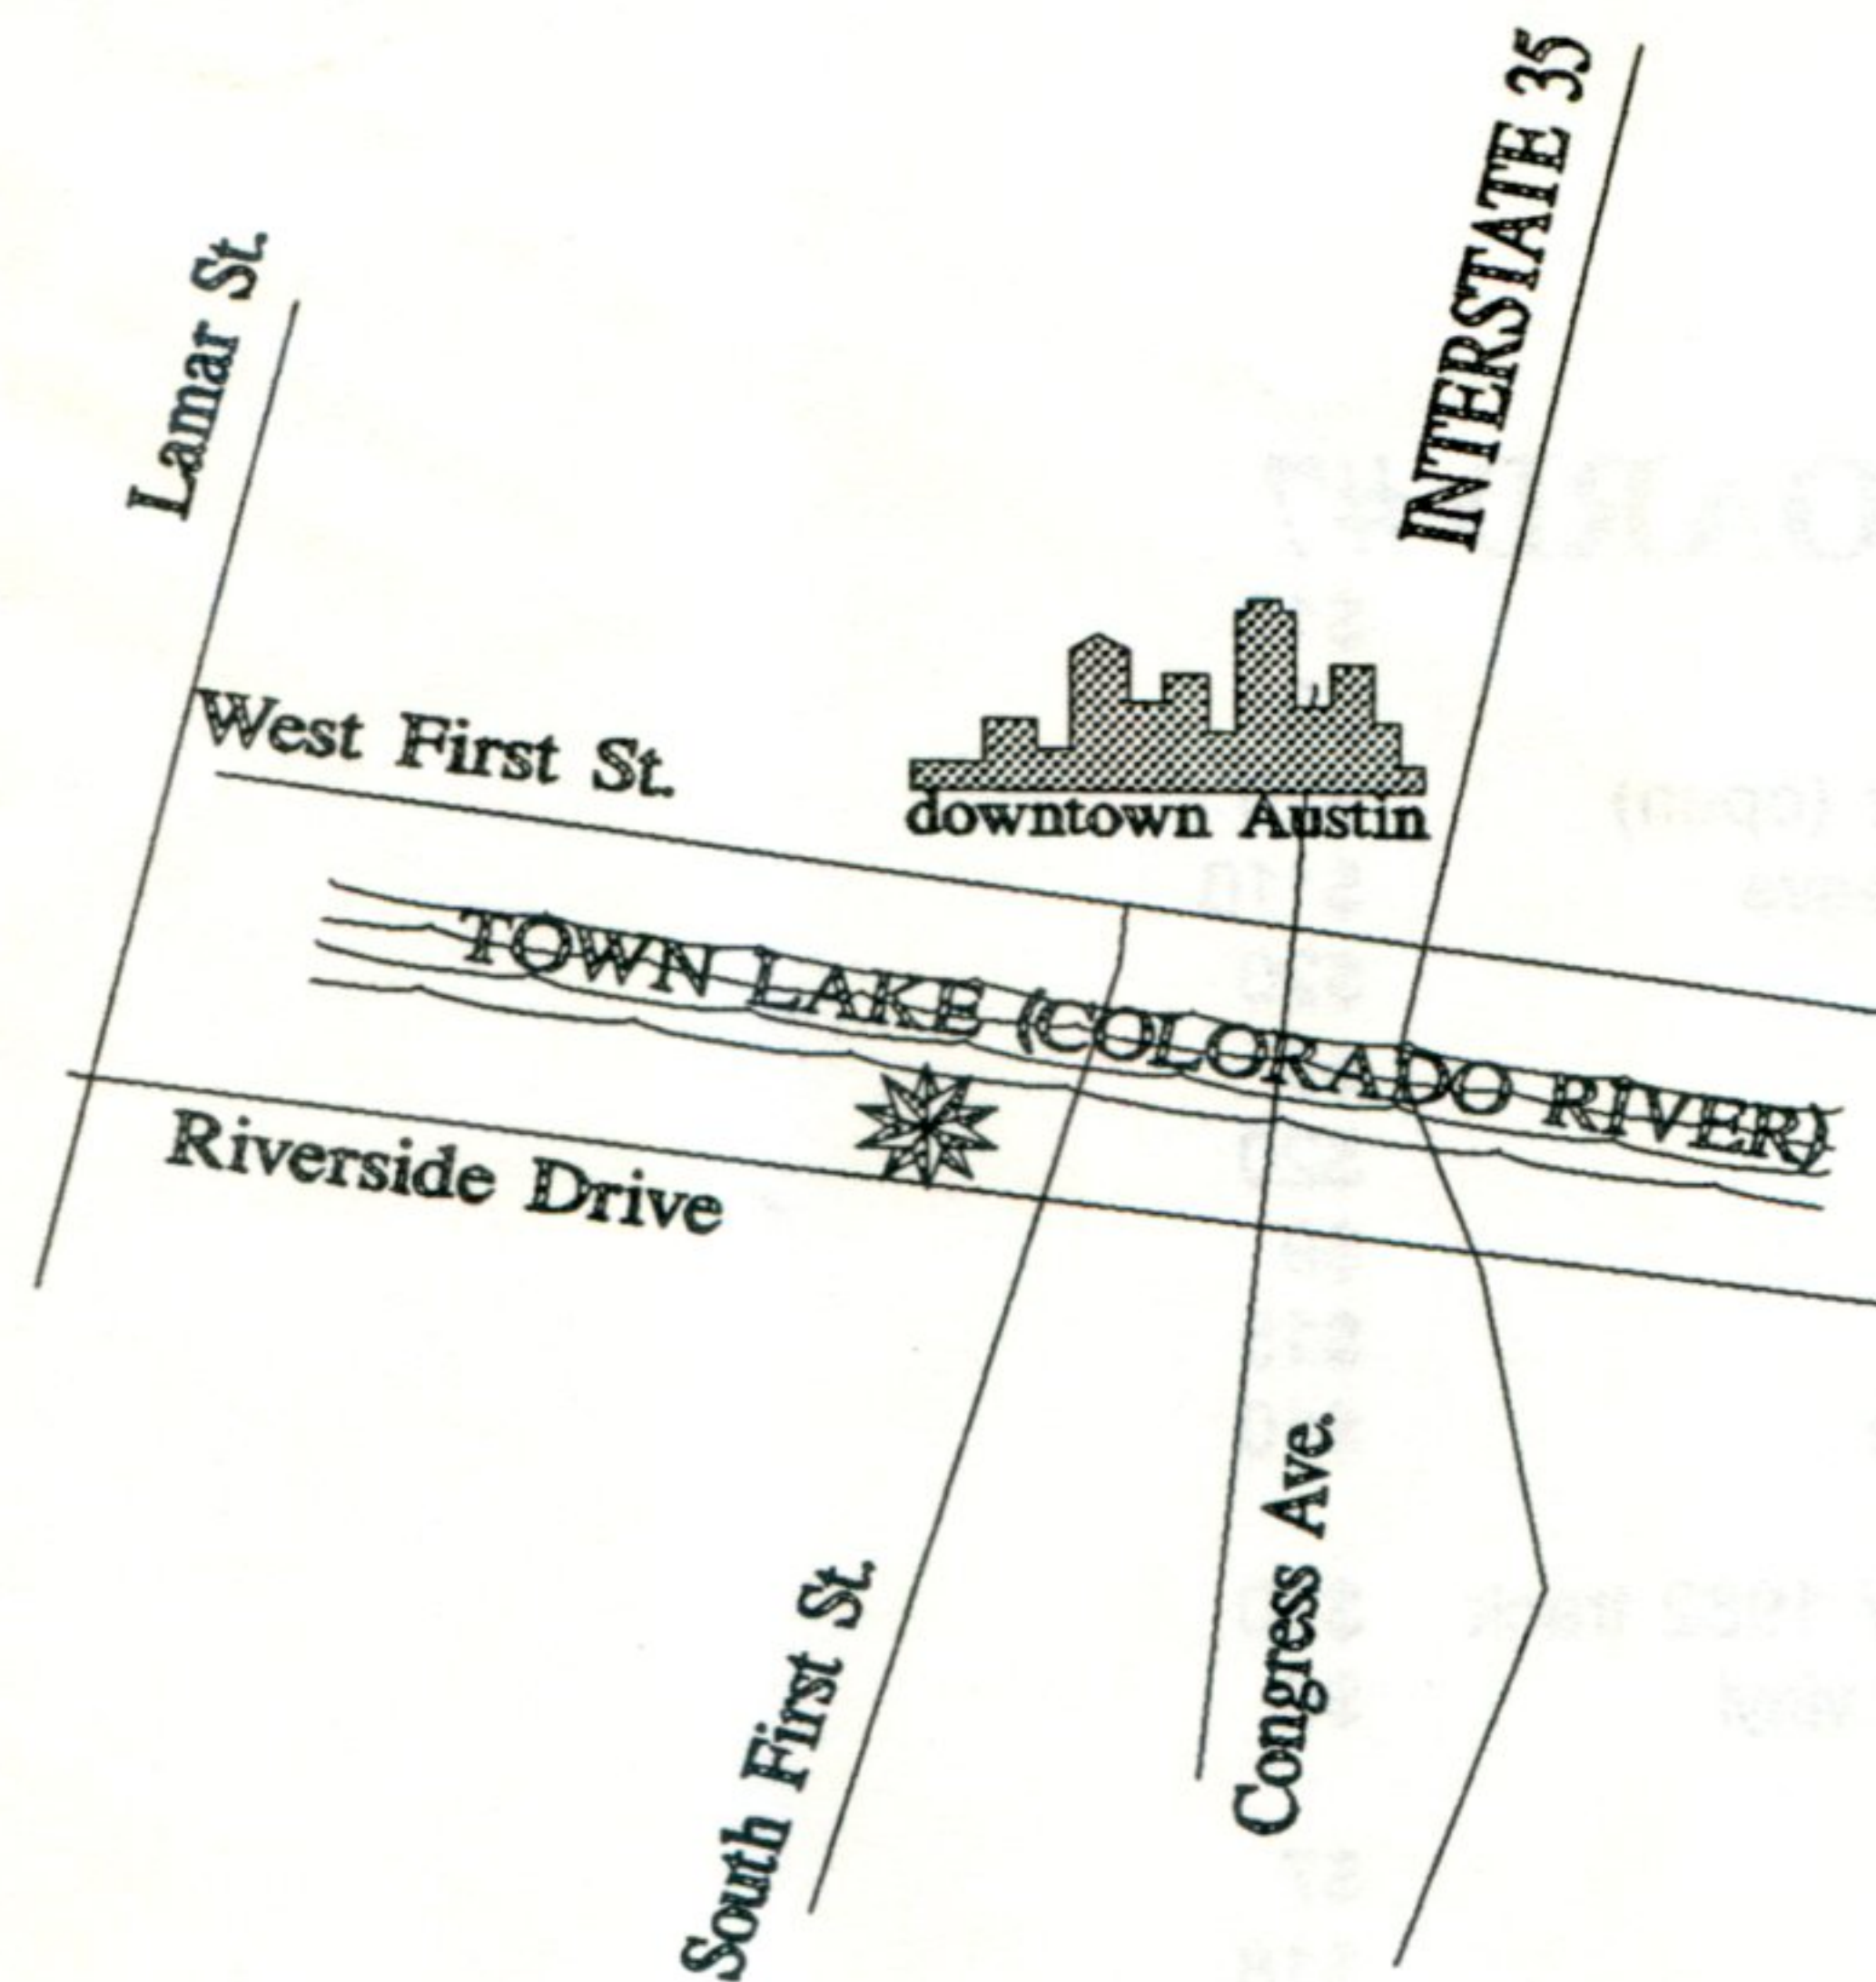 INTERSTATE 35
Lamar St.
West First St.
downtown Austin
TOWN LAKE (COLORADO RIVER)
Riverside Drive
Congress Ave.
South First St.